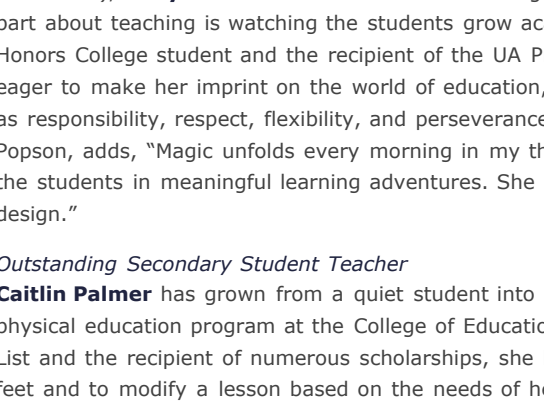 part about teaching is watching the students grow ac
Honors College student and the recipient of the UA P
eager to make her imprint on the world of education,
as responsibility, respect, flexibility, and perseverance
Popson, adds, “Magic unfolds every morning in my th
the students in meaningful learning adventures. She
design.”
Outstanding Secondary Student Teacher
Caitlin Palmer has grown from a quiet student into
physical education program at the College of Educatio
List and the recipient of numerous scholarships, she
feet and to modify a lesson based on the needs of he